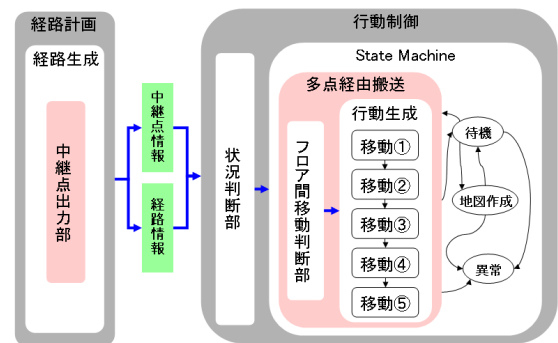 経路計画
経路生成
中継点出力部
中継点情報
経路情報
行動制御
状況判断部
State Machine
多点経由搬送
フロア間移動判断部
行動生成
移動①
移動②
移動③
移動④
移動⑤
待機
地図作成
異常